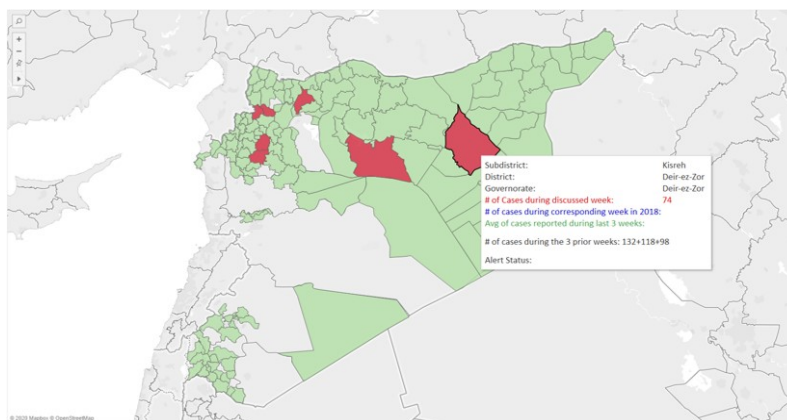 Subdistrict: Kisreh
District: Deir-ez-Zor
Governorate: Deir-ez-Zor
# of Cases during discussed week: 74
# of cases during corresponding week in 2018:
Avg of cases reported during last 3 weeks:
# of cases during the 3 prior weeks: 132+118+98
Alert Status:
© 2020 Mapbox © OpenStreetMap